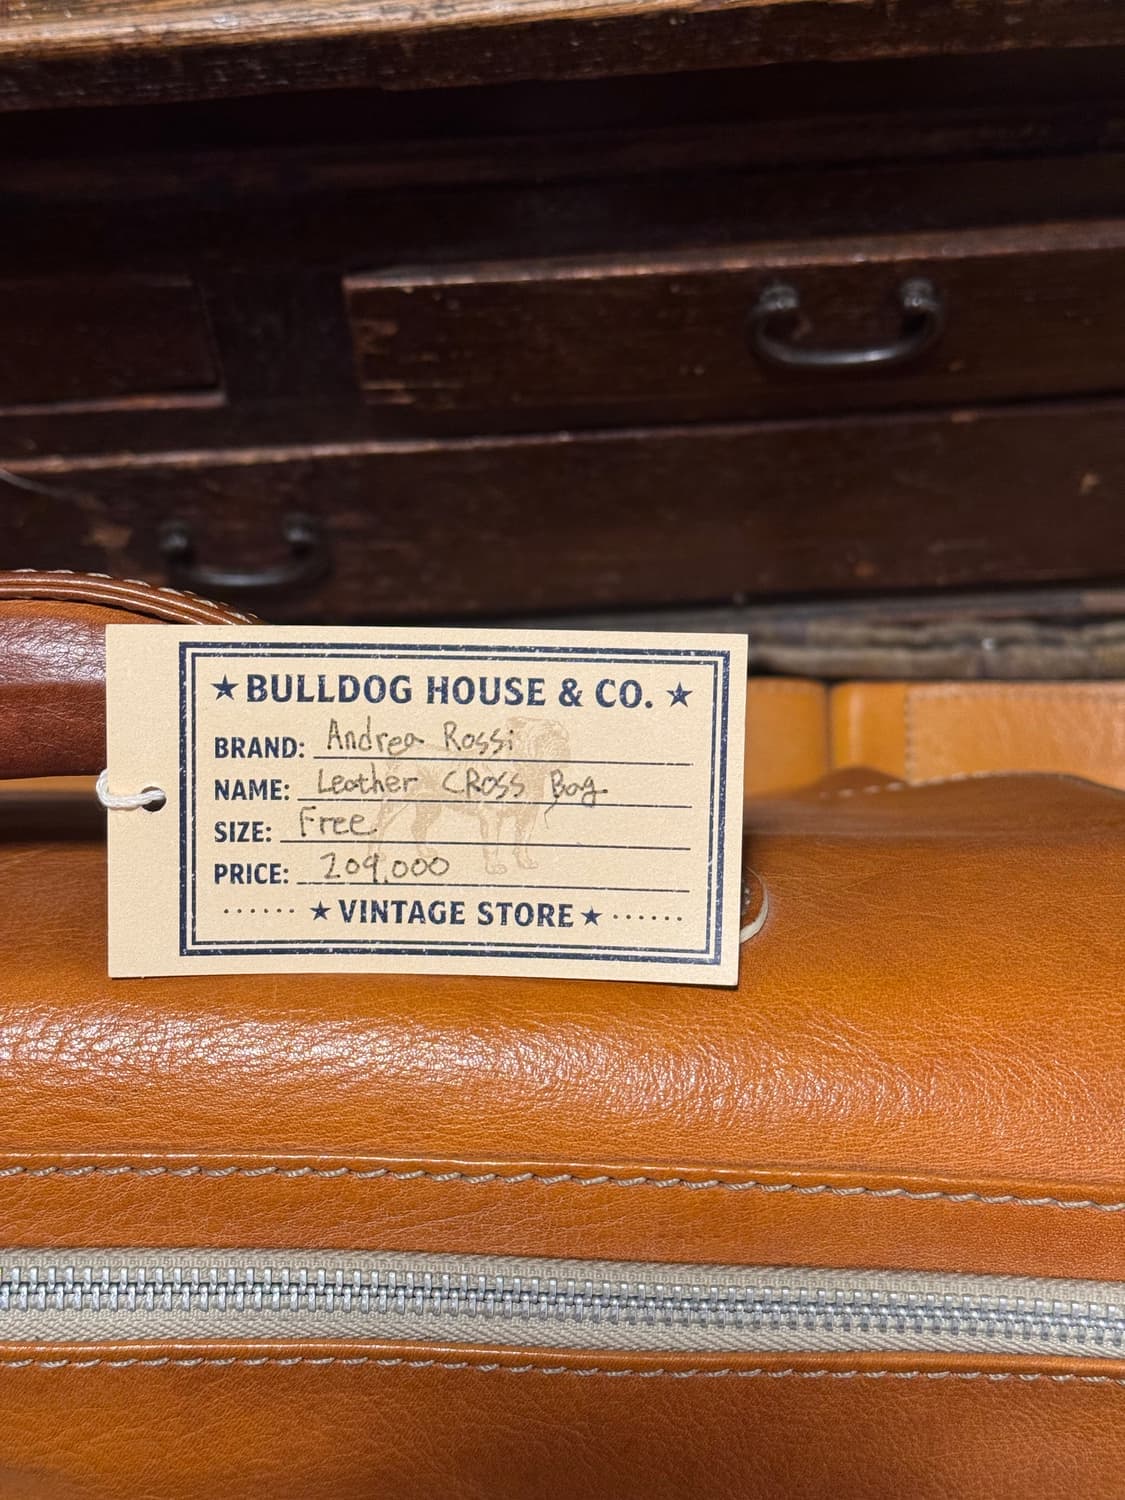 ★ BULLDOG HOUSE & CO. ★
BRAND: Andrea Rossi
NAME: Leather CROSS Bag
SIZE: Free
PRICE: 209,000
...... ★ VINTAGE STORE ★ ......